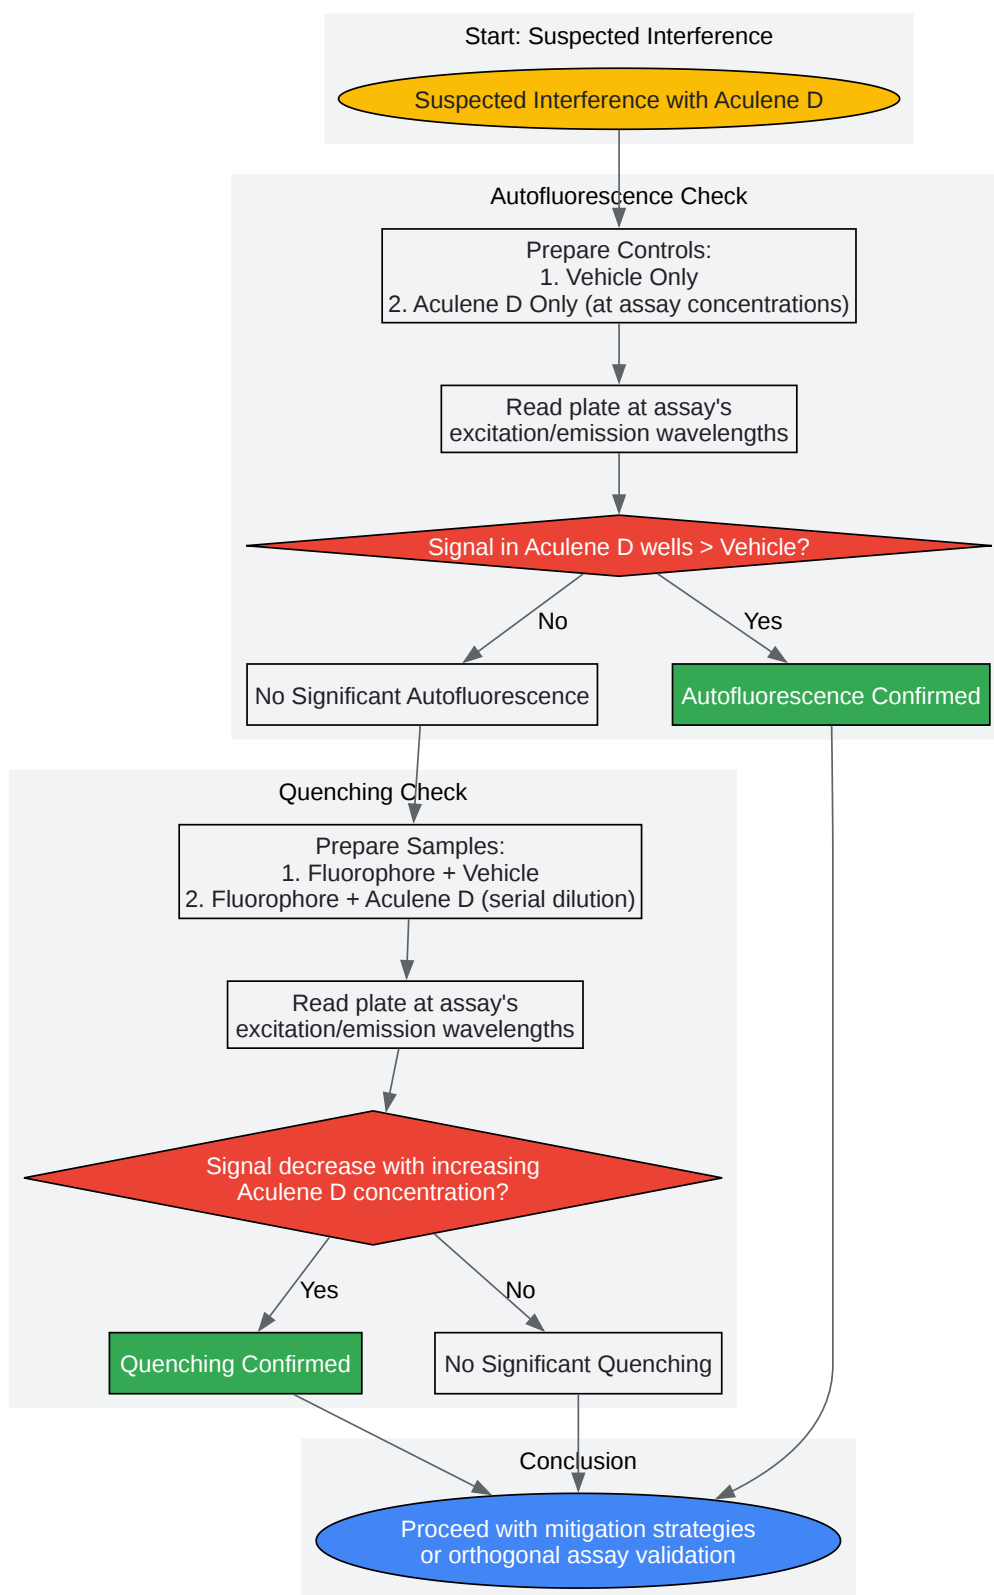 Start: Suspected Interference
Suspected Interference with Aculene D
Autofluorescence Check
Prepare Controls:
1. Vehicle Only
2. Aculene D Only (at assay concentrations)
Read plate at assay's
excitation/emission wavelengths
Signal in Aculene D wells > Vehicle?
No
Yes
No Significant Autofluorescence
Autofluorescence Confirmed
Quenching Check
Prepare Samples:
1. Fluorophore + Vehicle
2. Fluorophore + Aculene D (serial dilution)
Read plate at assay's
excitation/emission wavelengths
Signal decrease with increasing
Aculene D concentration?
Yes
No
Quenching Confirmed
No Significant Quenching
Conclusion
Proceed with mitigation strategies
or orthogonal assay validation